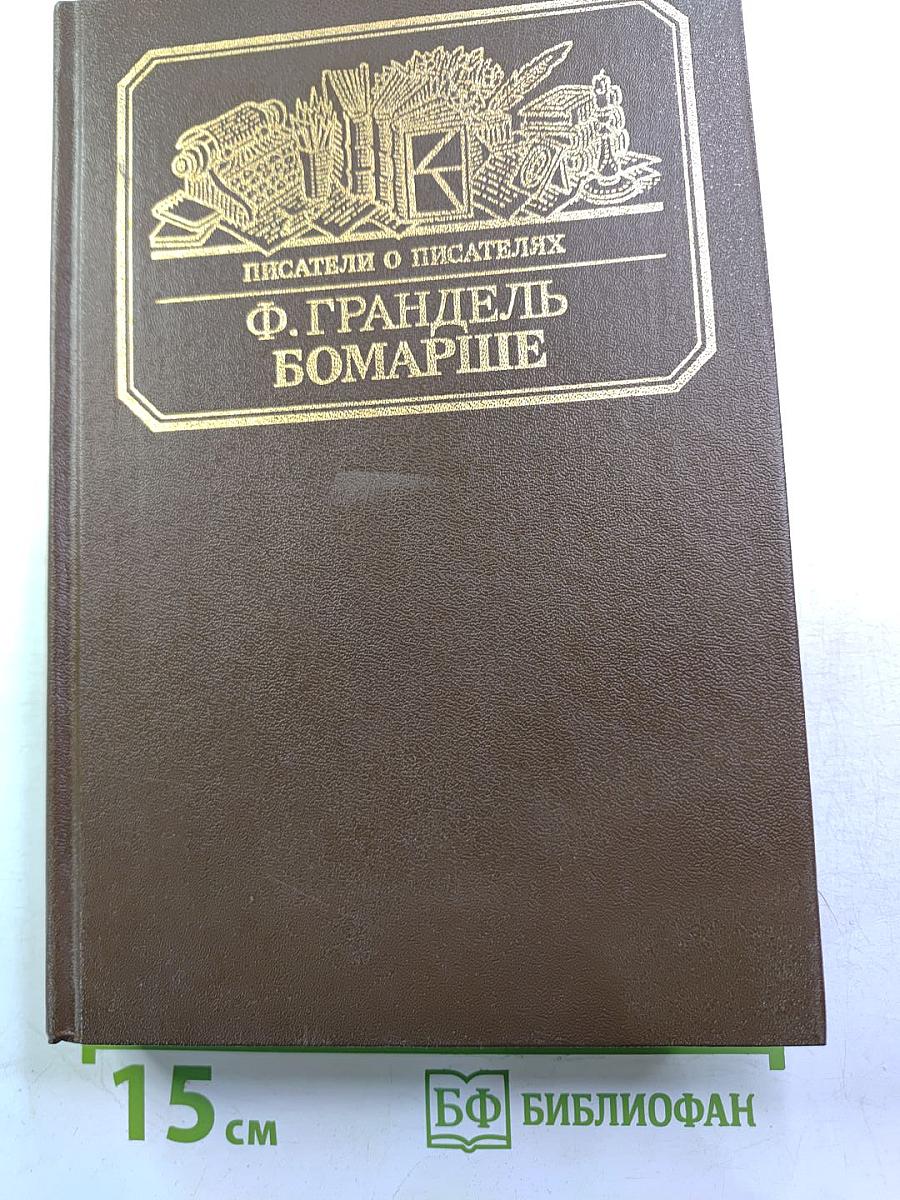 ПИСАТЕЛИ О ПИСАТЕЛЯХ
Ф. ГРАНДЕЛЬ
БОМАРШЕ
15 см
БФ БИБЛИОФАН